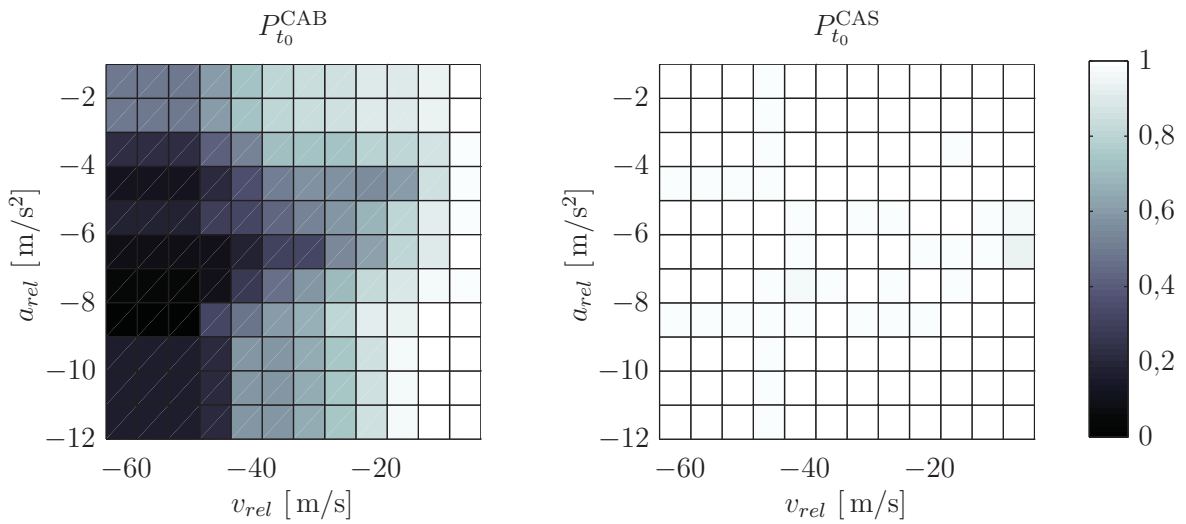 P_{t_0}^{CAB}
−2
−4
−6
−8
−10
−12
a_{rel} [m/s²]
−60 −40 −20
v_{rel} [m/s]
P_{t_0}^{CAS}
−2
−4
−6
−8
−10
−12
a_{rel} [m/s²]
−60 −40 −20
v_{rel} [m/s]
1
0,8
0,6
0,4
0,2
0